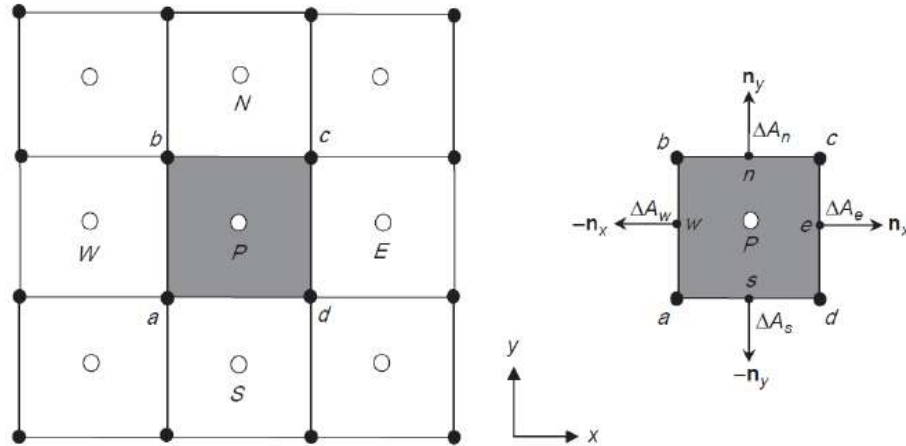 N
b
c
W
P
E
a
d
S
y
x
n_y
ΔA_n
b
c
n
-n_x
ΔA_w
w
P
e
ΔA_e
n_x
s
a
ΔA_s
d
-n_y